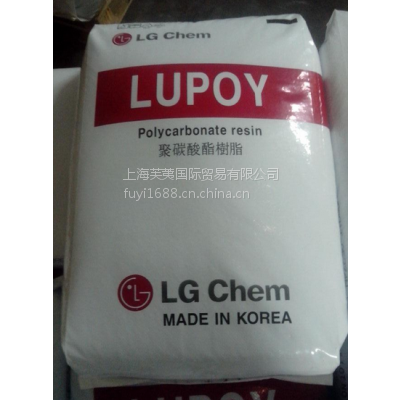 LG Chem
LUPOY
Polycarbonate resin
聚碳酸酯樹脂
上海芙荑国际贸易有限公司
fuyi1688.cn.china.cn
LG Chem
MADE IN KOREA